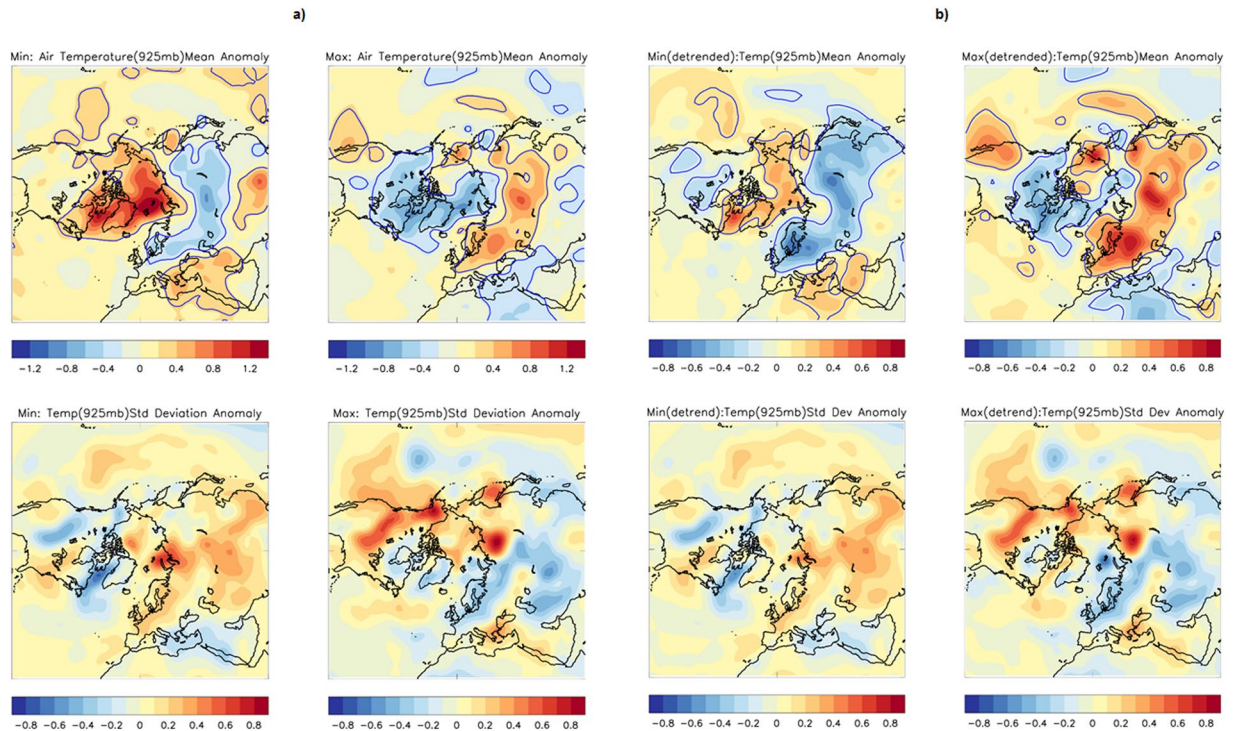 a)
b)
Min: Air Temperature(925mb)Mean Anomaly
Max: Air Temperature(925mb)Mean Anomaly
Min(detrended):Temp(925mb)Mean Anomaly
Max(detrended):Temp(925mb)Mean Anomaly
-1.2 -0.8 -0.4 0 0.4 0.8 1.2
-1.2 -0.8 -0.4 0 0.4 0.8 1.2
-0.8 -0.6 -0.4 -0.2 0 0.2 0.4 0.6 0.8
-0.8 -0.6 -0.4 -0.2 0 0.2 0.4 0.6 0.8
Min: Temp(925mb)Std Deviation Anomaly
Max: Temp(925mb)Std Deviation Anomaly
Min(detrend):Temp(925mb)Std Dev Anomaly
Max(detrend):Temp(925mb)Std Dev Anomaly
-0.8 -0.6 -0.4 -0.2 0 0.2 0.4 0.6 0.8
-0.8 -0.6 -0.4 -0.2 0 0.2 0.4 0.6 0.8
-0.8 -0.6 -0.4 -0.2 0 0.2 0.4 0.6 0.8
-0.8 -0.6 -0.4 -0.2 0 0.2 0.4 0.6 0.8